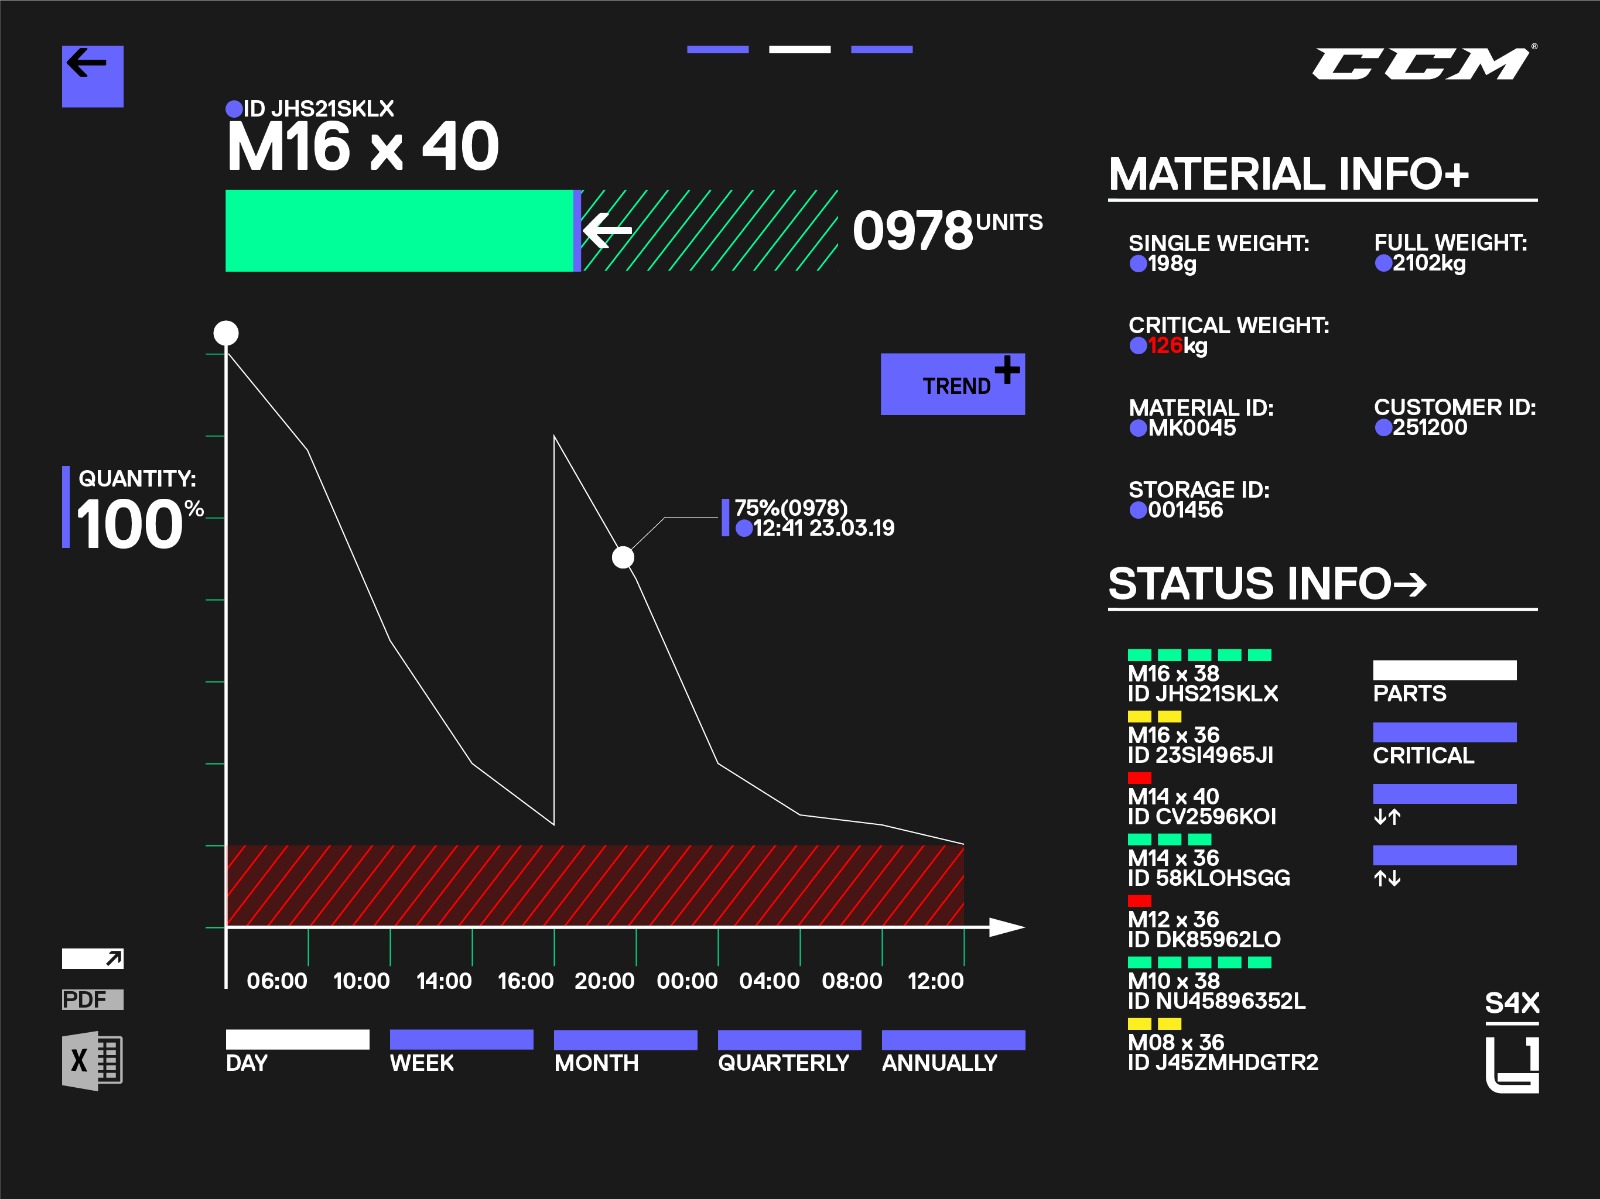 CCM®
ID JHS21SKLX
M16 x 40
0978 UNITS
TREND+
QUANTITY:
100%
75%(0978)
12:41 23.03.19
06:00 10:00 14:00 16:00 20:00 00:00 04:00 08:00 12:00
DAY WEEK MONTH QUARTERLY ANNUALLY
PDF
X
MATERIAL INFO+
SINGLE WEIGHT: FULL WEIGHT:
198g 2102kg
CRITICAL WEIGHT:
126kg
MATERIAL ID: CUSTOMER ID:
MK0045 251200
STORAGE ID:
001456
STATUS INFO→
M16 x 38
ID JHS21SKLX
M16 x 36
ID 23SI4965JI
M14 x 40
ID CV2596KOI
M14 x 36
ID 58KLOHSGG
M12 x 36
ID DK85962LO
M10 x 38
ID NU45896352L
M08 x 36
ID J45ZMHDGTR2
PARTS
CRITICAL
↓↑
↑↓
S4X